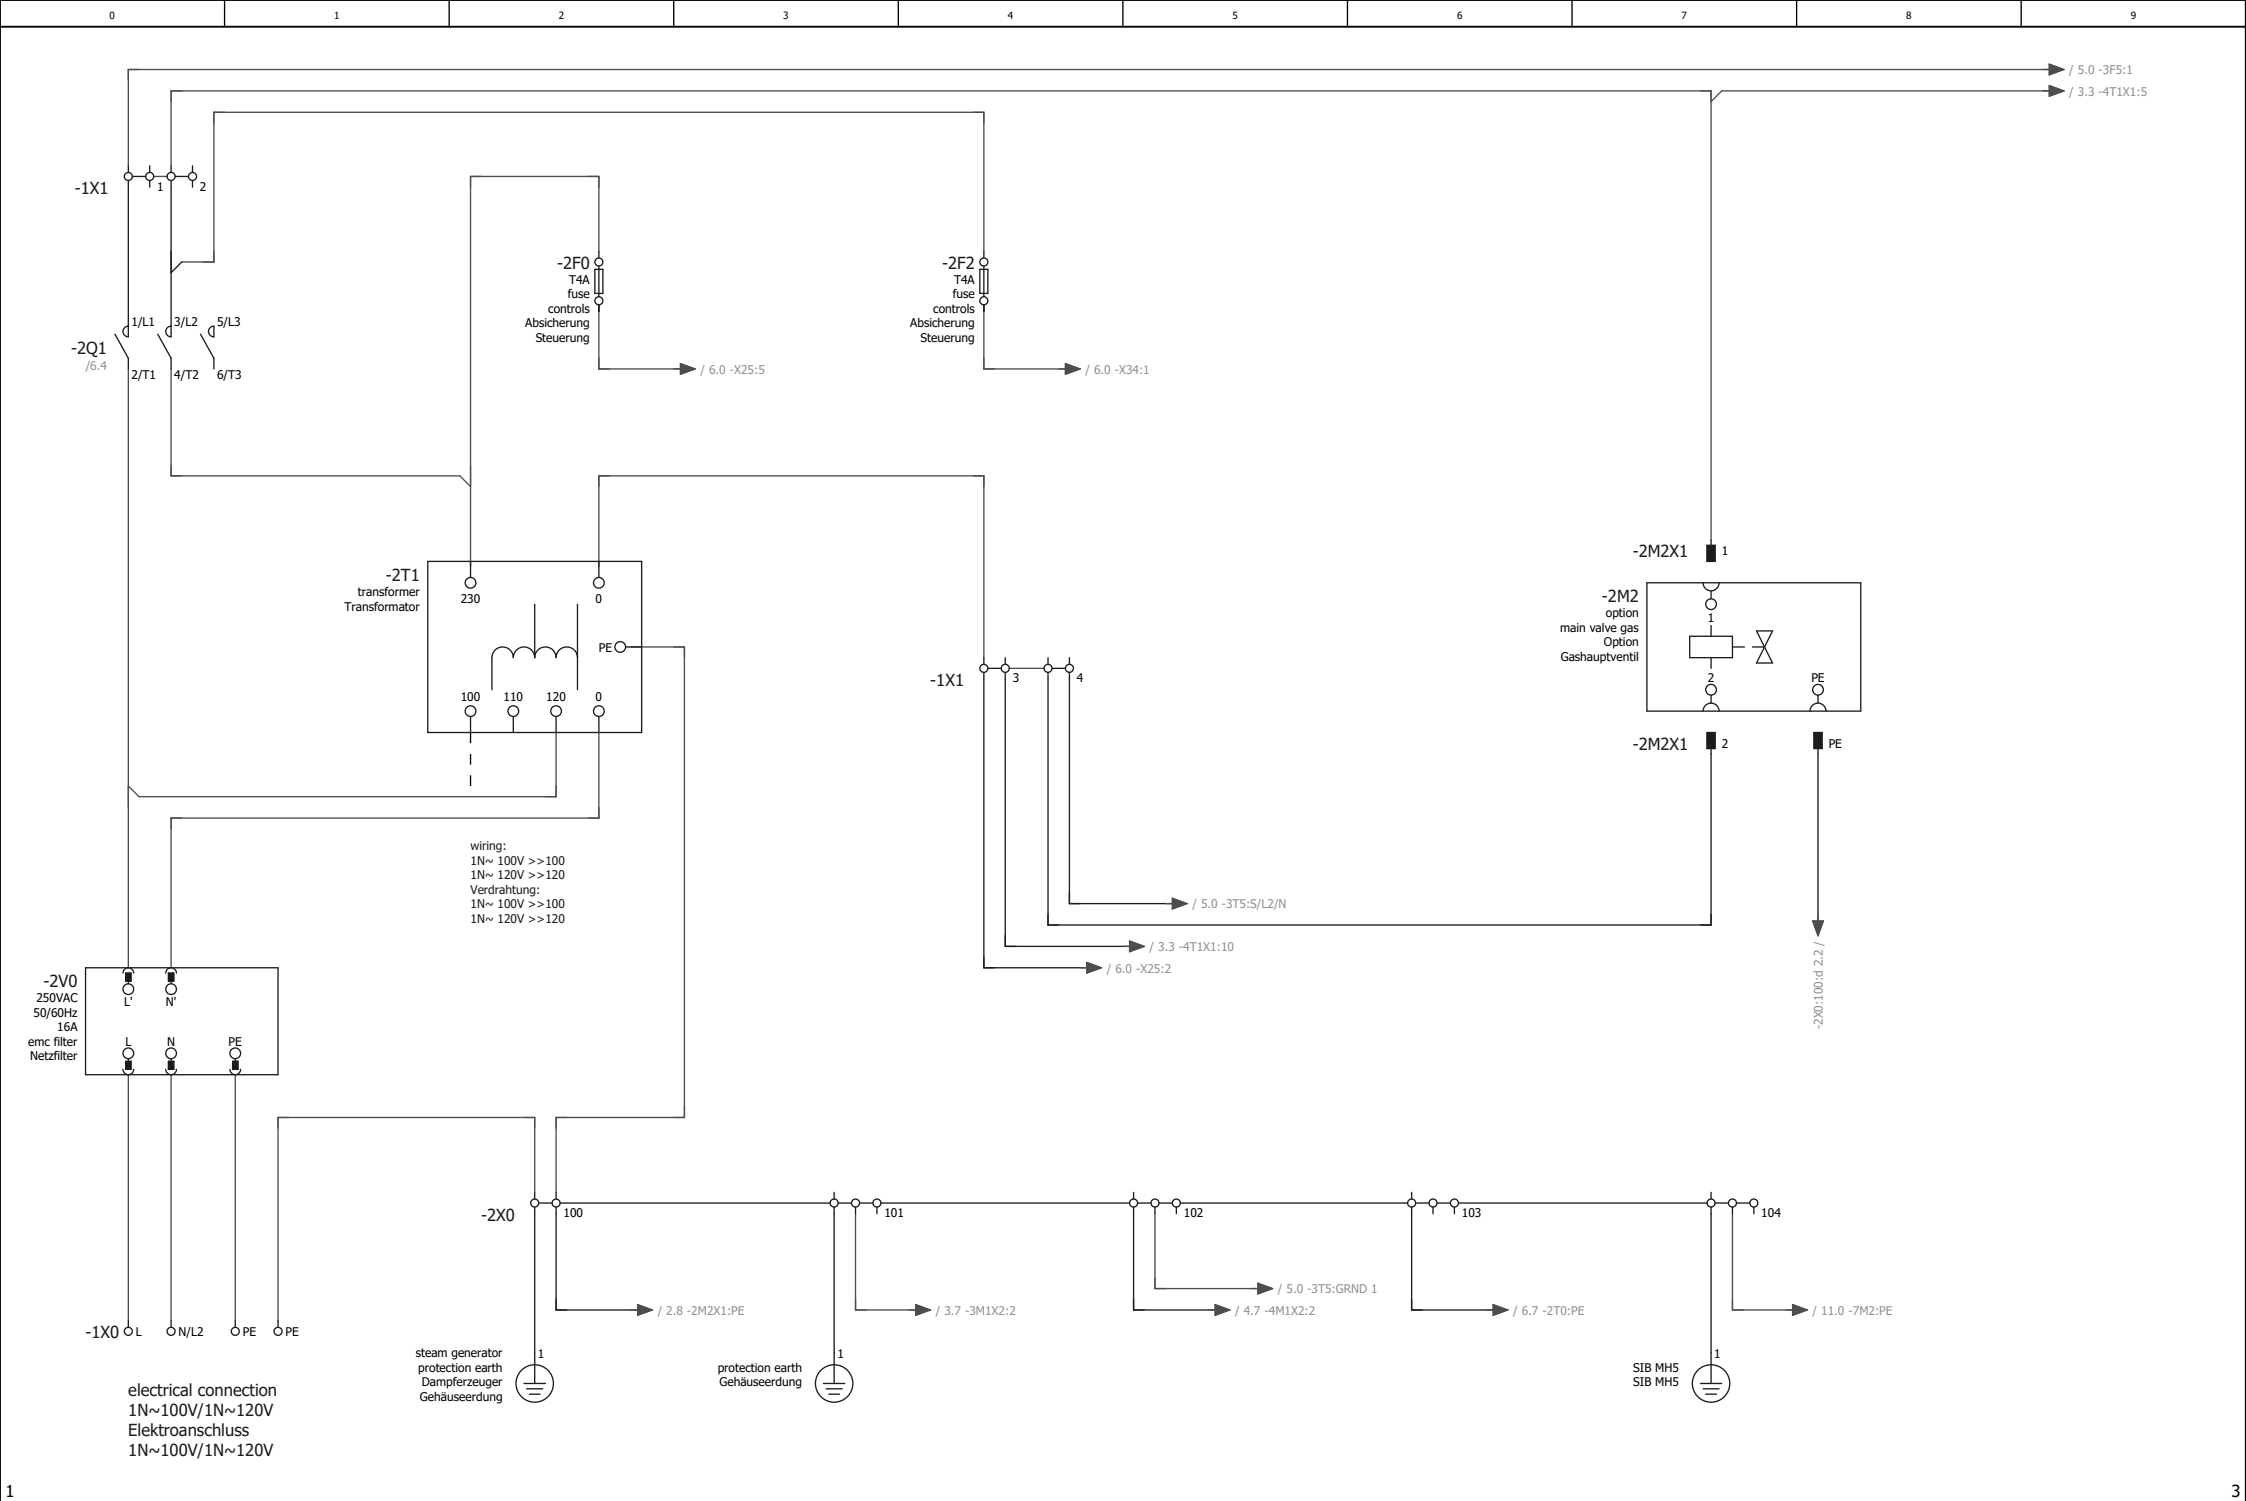 0 1 2 3 4 5 6 7 8 9
/ 5.0 -3F5:1
/ 3.3 -4T1X1:5
-1X1
1
2
-2F0
T4A
fuse
controls
Absicherung
Steuerung
-2F2
T4A
fuse
controls
Absicherung
Steuerung
1/L1 3/L2 5/L3
-2Q1
/6.4
2/T1 4/T2 6/T3
/ 6.0 -X25:5
/ 6.0 -X34:1
-2T1
transformer
Transformator
230 0
PE
100 110 120 0
-2M2X1 1
-2M2
option
main valve gas
Option
Gashauptventil
1
2
PE
-1X1
3
4
-2M2X1 2
PE
wiring:
1N~ 100V >>100
1N~ 120V >>120
Verdrahtung:
1N~ 100V >>100
1N~ 120V >>120
/ 5.0 -3T5:S/L2/N
/ 3.3 -4T1X1:10
/ 6.0 -X25:2
-2X0:100:d 2.2 /
-2V0
250VAC
50/60Hz
16A
emc filter
Netzfilter
L' N'
L N PE
-2X0
100
101
102
103
104
/ 5.0 -3T5:GRND 1
/ 2.8 -2M2X1:PE
/ 3.7 -3M1X2:2
/ 4.7 -4M1X2:2
/ 6.7 -2T0:PE
/ 11.0 -7M2:PE
-1X0 L N/L2 PE PE
steam generator
protection earth
Dampferzeuger
Gehäuseerdung
1
protection earth
Gehäuseerdung
1
SIB MH5
SIB MH5
1
electrical connection
1N~100V/1N~120V
Elektroanschluss
1N~100V/1N~120V
1
3